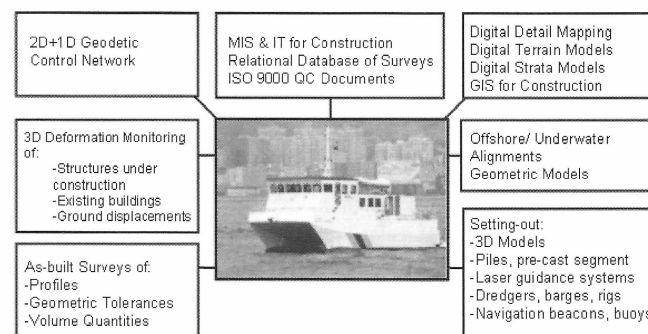 2D+1D Geodetic
Control Network
MIS & IT for Construction
Relational Database of Surveys
ISO 9000 QC Documents
Digital Detail Mapping
Digital Terrain Models
Digital Strata Models
GIS for Construction
3D Deformation Monitoring
of:
-Structures under
construction
-Existing buildings
-Ground displacements
Offshore/ Underwater
Alignments
Geometric Models
As-built Surveys of:
-Profiles
-Geometric Tolerances
-Volume Quantities
Setting-out:
-3D Models
-Piles, pre-cast segment
-Laser guidance systems
-Dredgers, barges, rigs
-Navigation beacons, buoys